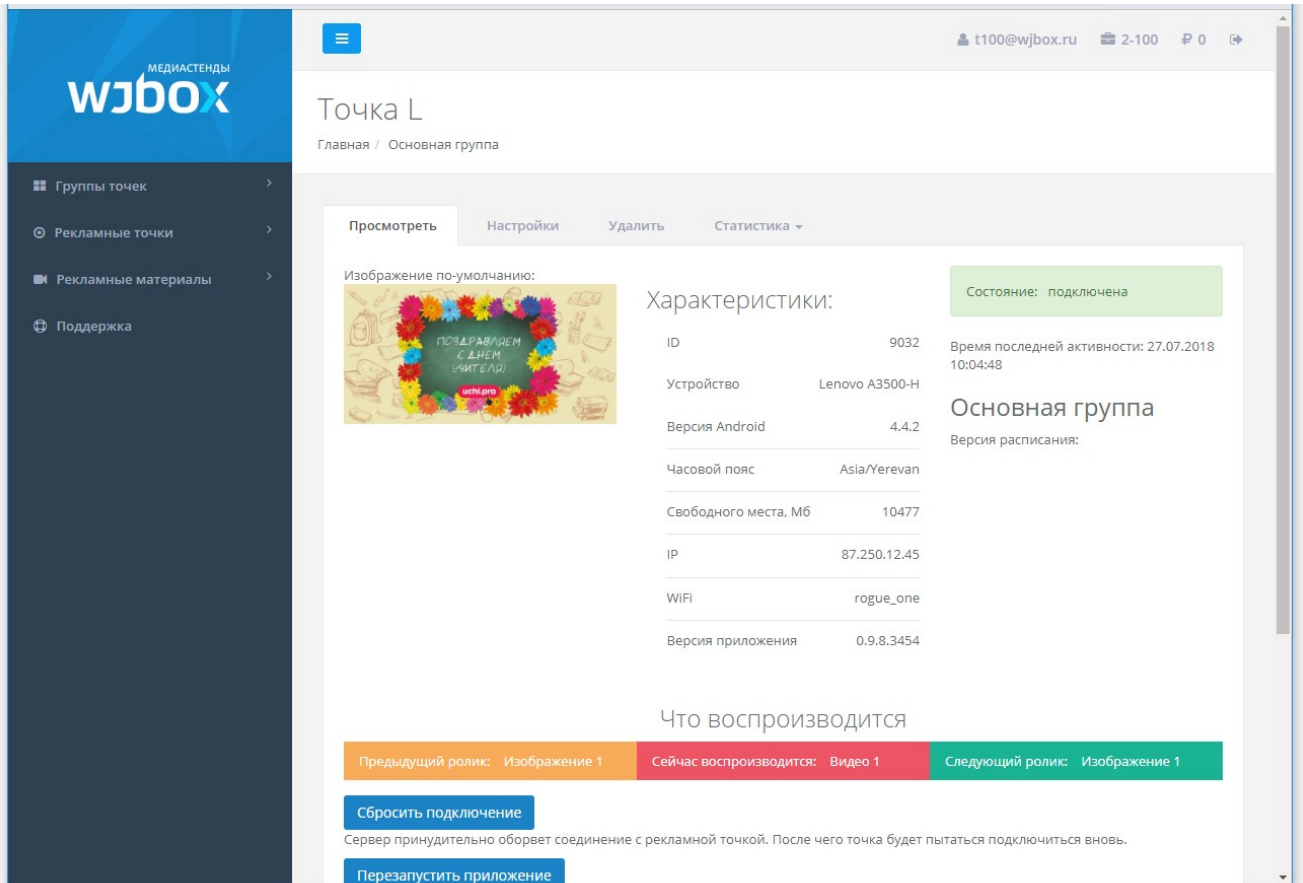 МЕДИАСТЕНДЫ
WJBOX
t100@wjbox.ru 2-100 ₽ 0
Точка L
Главная / Основная группа
Группы точек
Рекламные точки
Рекламные материалы
Поддержка
Просмотреть Настройки Удалить Статистика
Изображение по-умолчанию:
ПОЗДРАВЛЯЕМ
С ДНЕМ
УЧИТЕЛЯ!
uchi.pro
Характеристики:
ID 9032
Устройство Lenovo A3500-H
Версия Android 4.4.2
Часовой пояс Asia/Yerevan
Свободного места, Мб 10477
IP 87.250.12.45
WiFi rogue_one
Версия приложения 0.9.8.3454
Состояние: подключена
Время последней активности: 27.07.2018
10:04:48
Основная группа
Версия расписания:
Что воспроизводится
Предыдущий ролик: Изображение 1
Сейчас воспроизводится: Видео 1
Следующий ролик: Изображение 1
Сбросить подключение
Сервер принудительно оборвет соединение с рекламной точкой. После чего точка будет пытаться подключиться вновь.
Перезапустить приложение